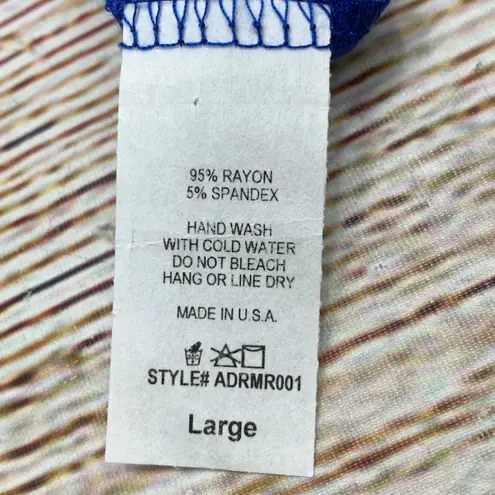 95% RAYON
5% SPANDEX
HAND WASH
WITH COLD WATER
DO NOT BLEACH
HANG OR LINE DRY
MADE IN U.S.A.
STYLE# ADRMR001
Large